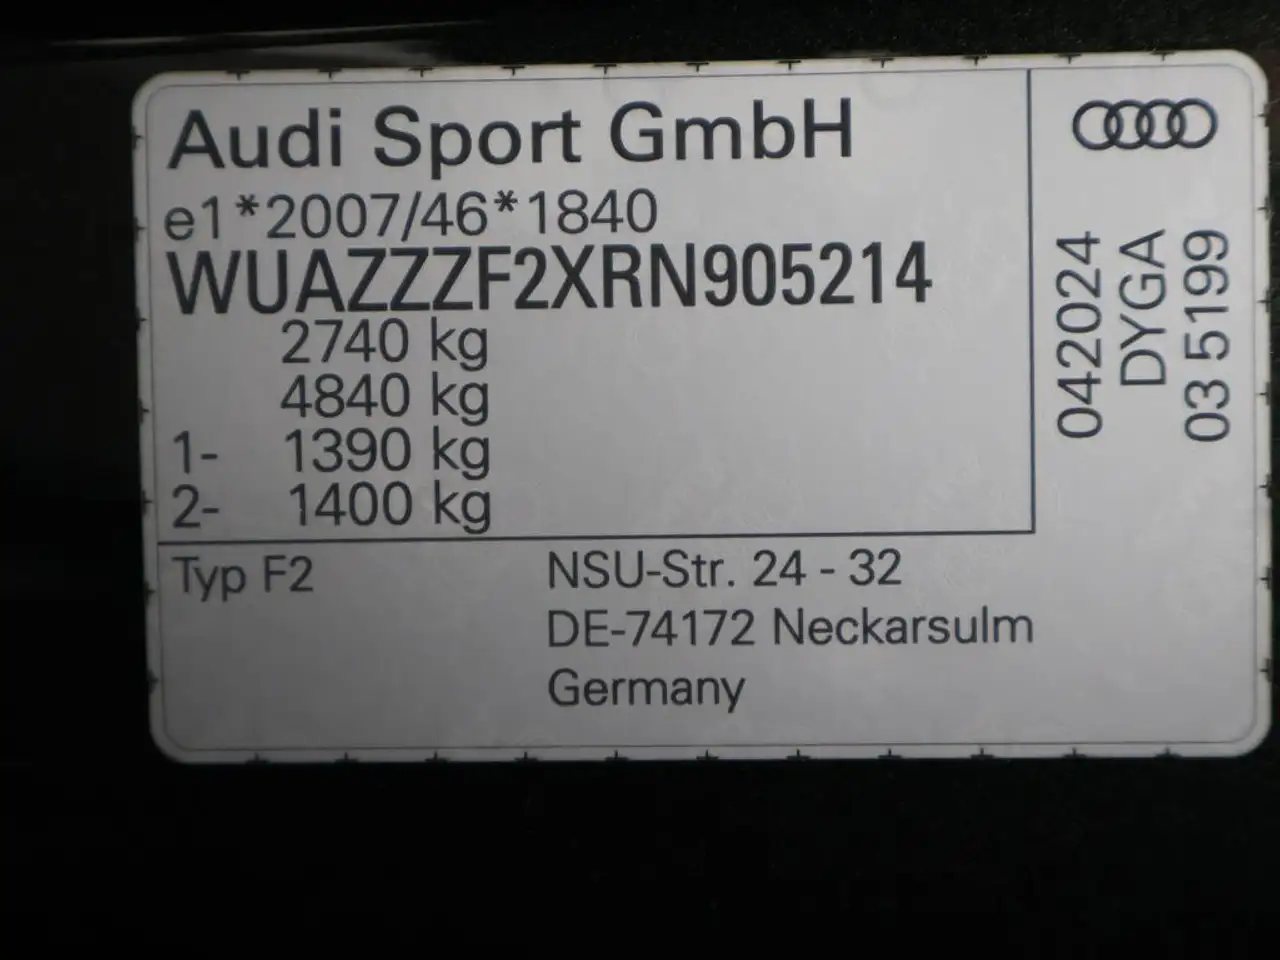 Audi Sport GmbH
e1*2007/46*1840
WUAZZZF2XRN905214
2740 kg
4840 kg
1- 1390 kg
2- 1400 kg
042024
DYGA
03 5199
Typ F2
NSU-Str. 24 - 32
DE-74172 Neckarsulm
Germany